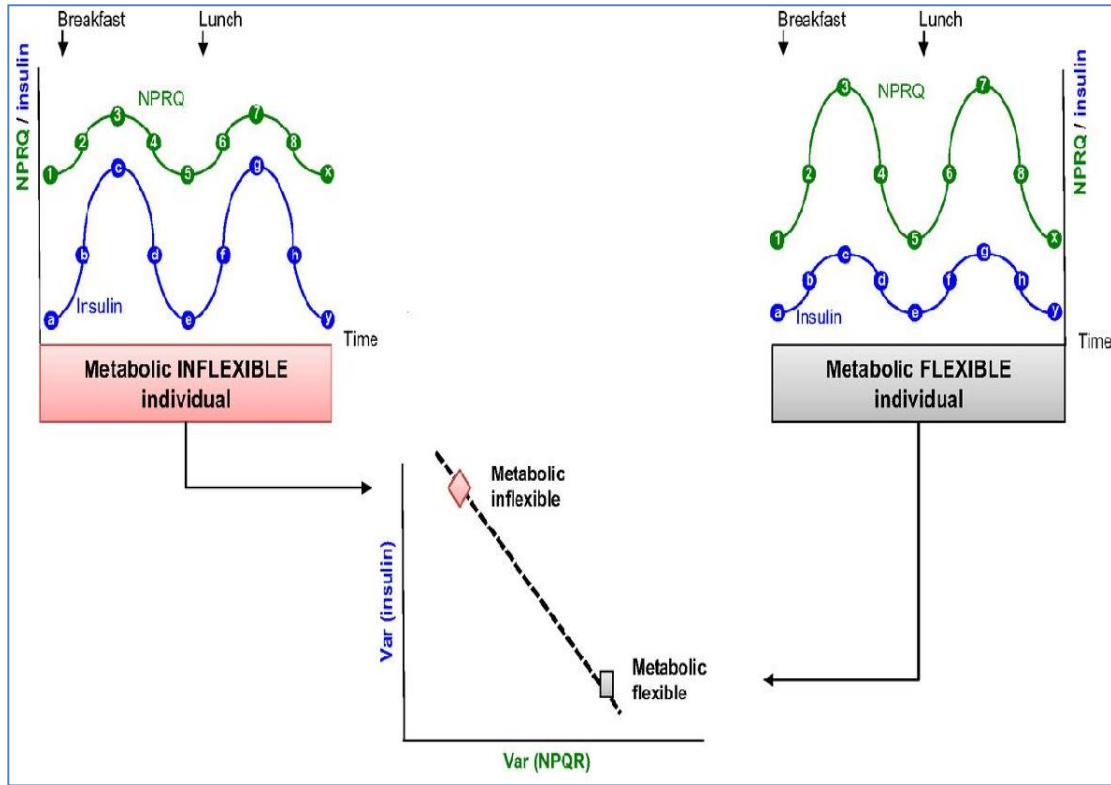 Breakfast
Lunch
NPRQ / insulin
NPRQ
1
2
3
4
5
6
7
8
x
a
b
c
d
e
f
g
h
y
Insulin
Time
Metabolic INFLEXIBLE
individual
Breakfast
Lunch
NPRQ / insulin
NPRQ
1
2
3
4
5
6
7
8
x
a
b
c
d
e
f
g
h
y
Insulin
Time
Metabolic FLEXIBLE
individual
Var (insulin)
Metabolic
inflexible
Metabolic
flexible
Var (NPQR)